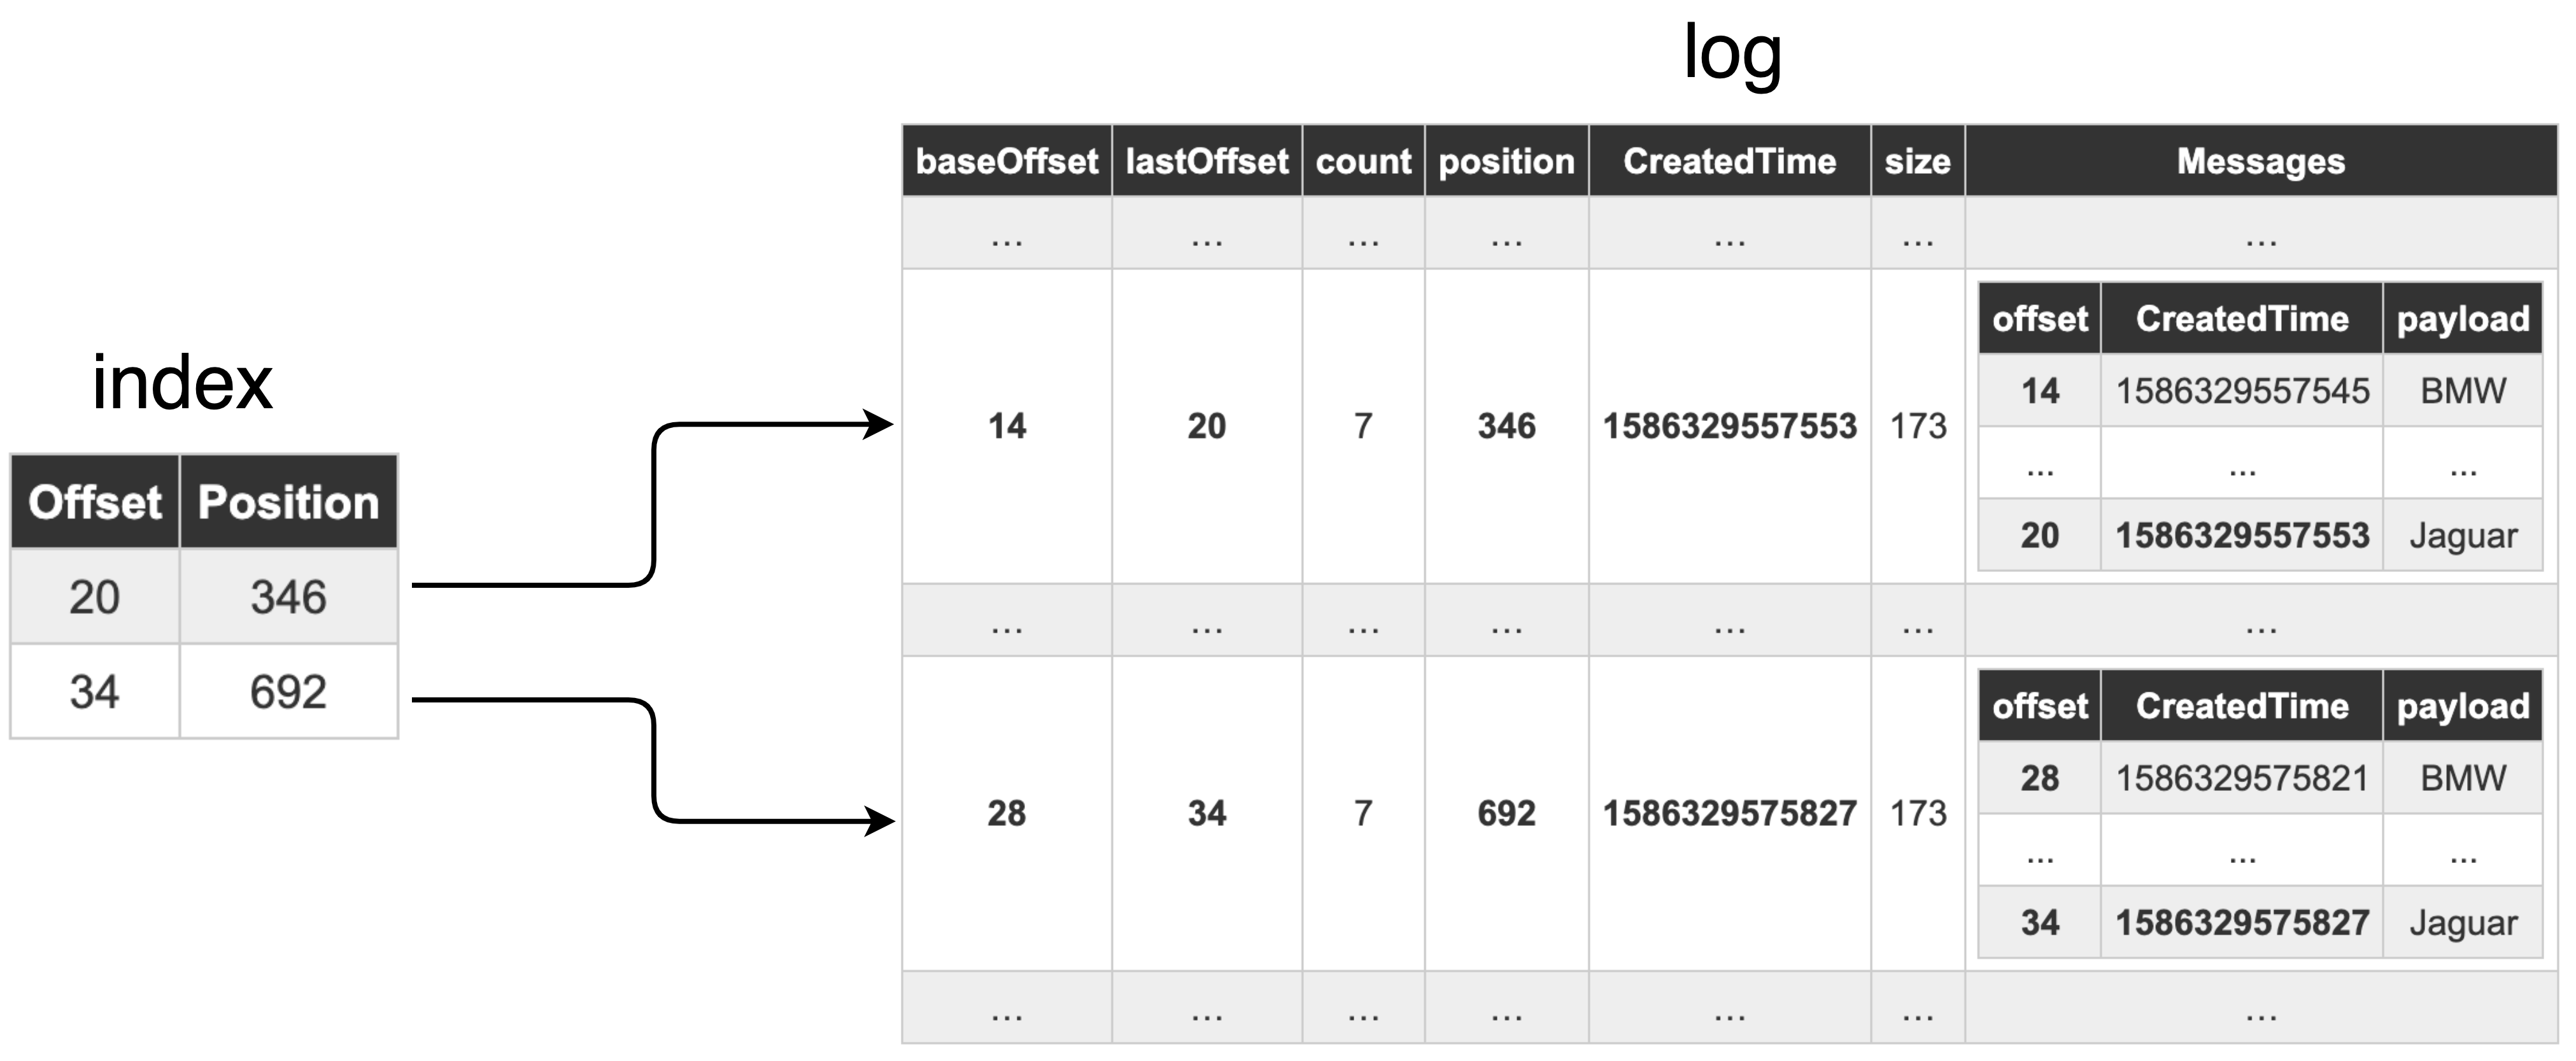 log
baseOffset lastOffset count position CreatedTime size Messages
... ... ... ... ... ... ...
14 20 7 346 1586329557553 173
offset CreatedTime payload
14 1586329557545 BMW
... ... ...
20 1586329557553 Jaguar
... ... ... ... ... ... ...
28 34 7 692 1586329575827 173
offset CreatedTime payload
28 1586329575821 BMW
... ... ...
34 1586329575827 Jaguar
... ... ... ... ... ... ...
index
Offset Position
20 346
34 692